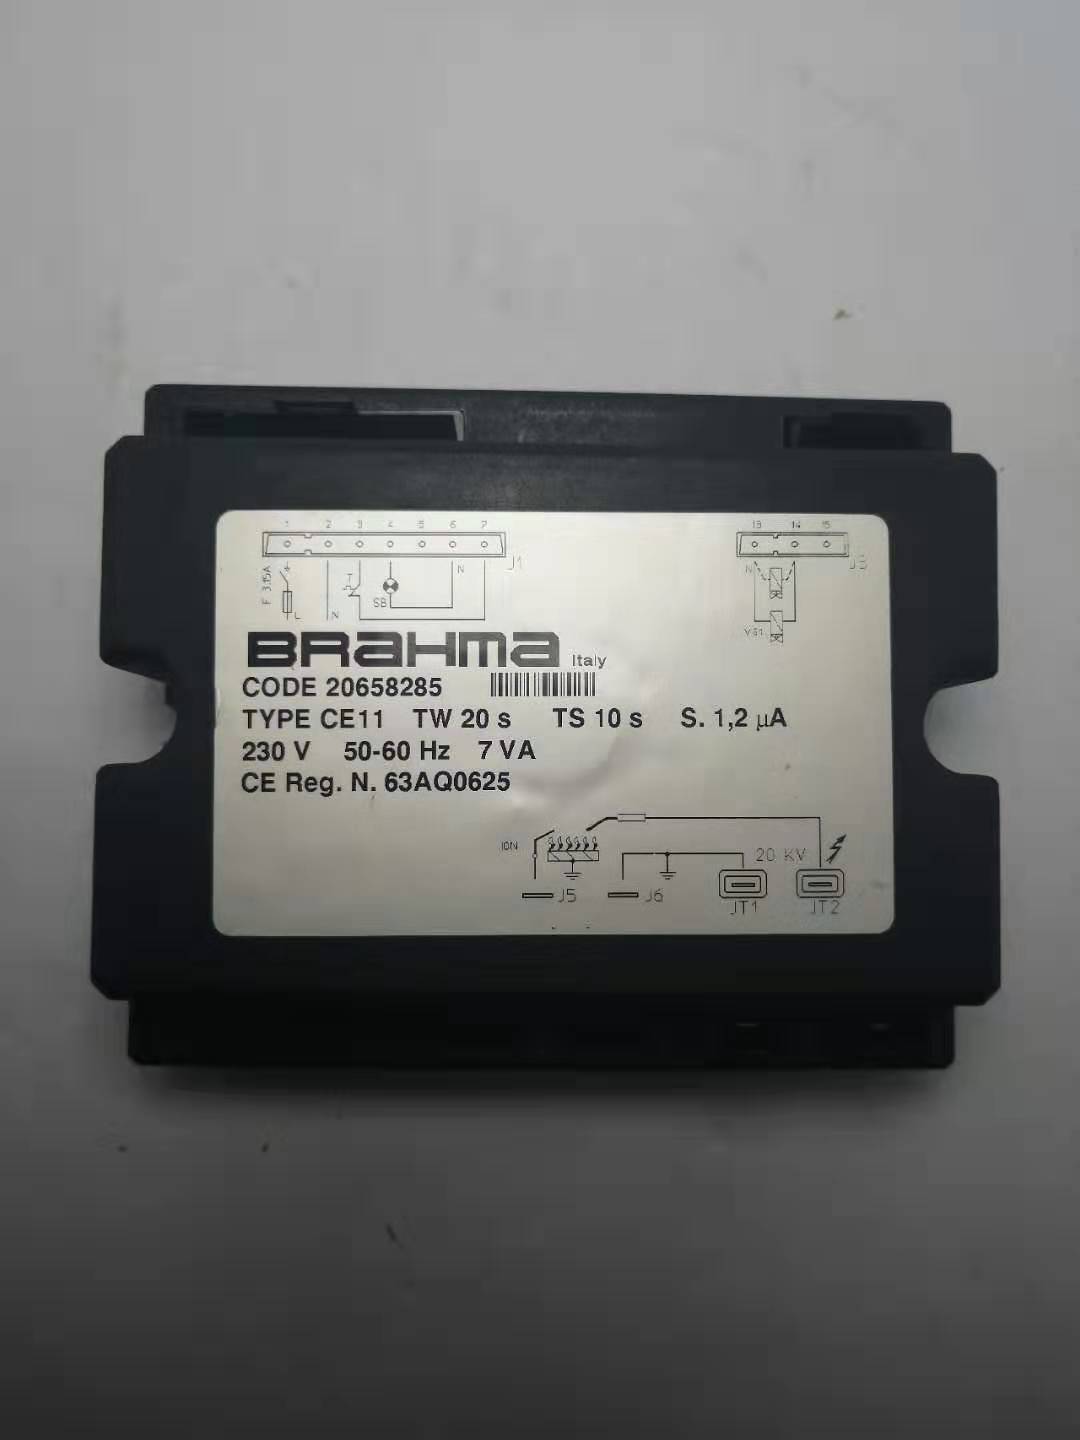 1 2 3 4 5 6 7
13 14 15
J1
F 3.15A
T
N
SB
L
N
N
YS1
BRAHMA Italy
CODE 20658285
TYPE CE11 TW 20 s TS 10 s S. 1,2 µA
230 V 50-60 Hz 7 VA
CE Reg. N. 63AQ0625
ION
20 KV
J5 J6 JT1 JT2